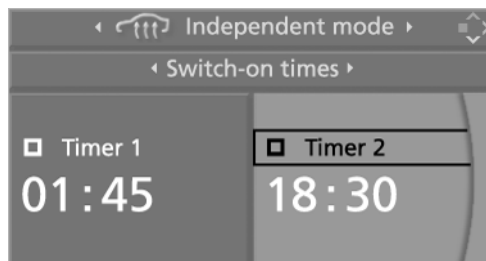 Independent mode
Switch-on times
Timer 1
Timer 2
01:45
18:30